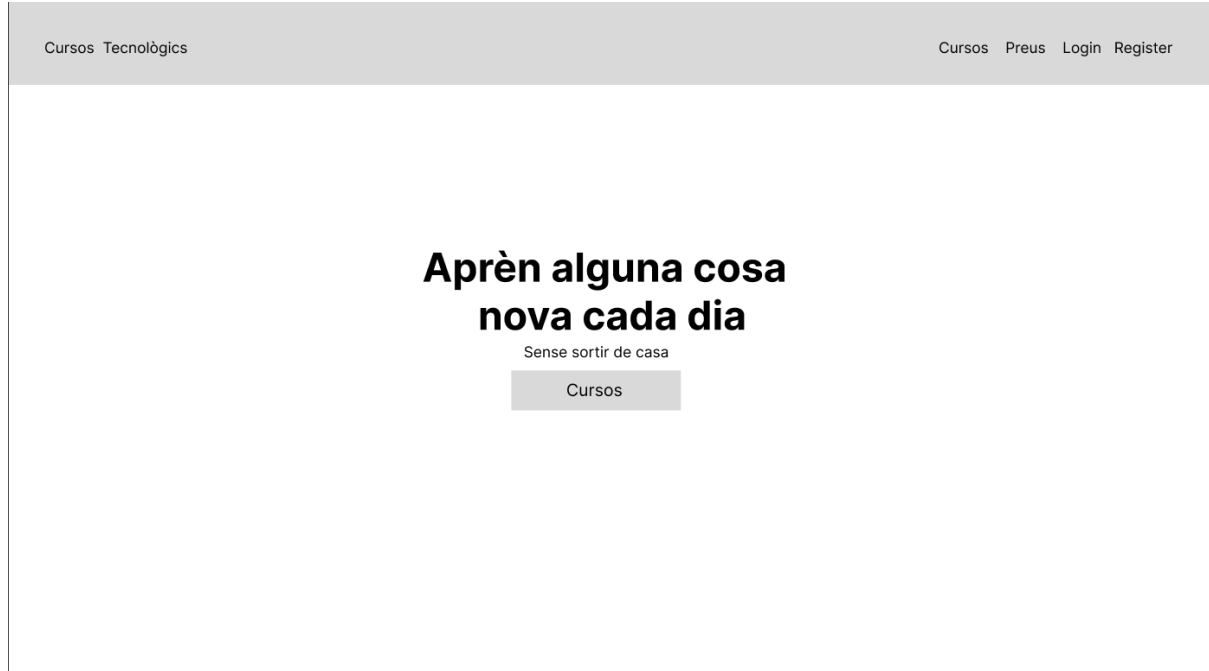 Cursos Tecnològics
Cursos Preus Login Register
Aprèn alguna cosa
nova cada dia
Sense sortir de casa
Cursos